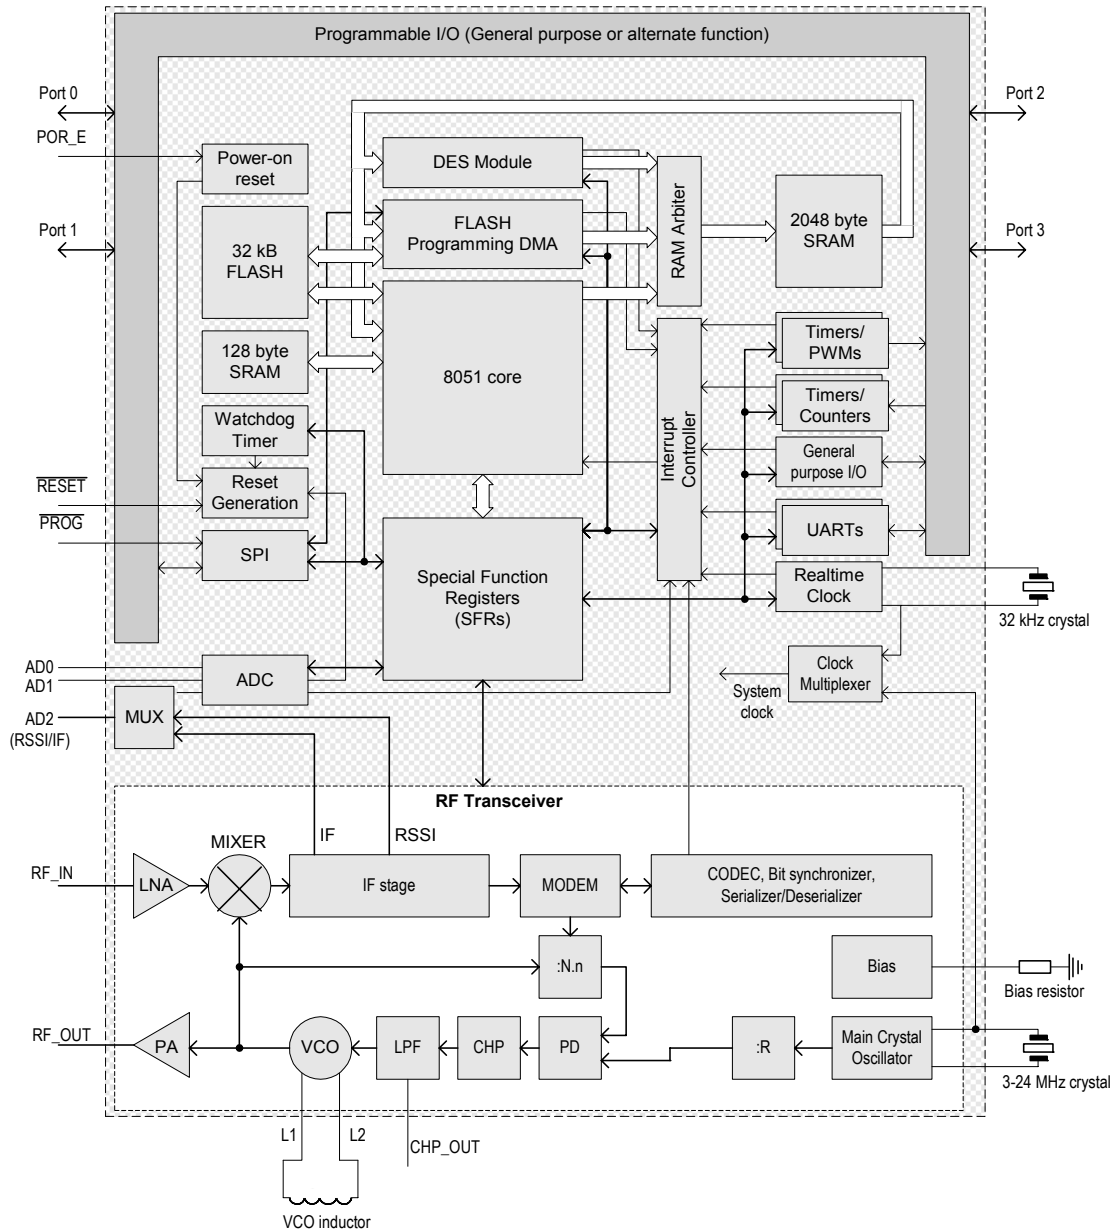 Programmable I/O (General purpose or alternate function)
Port 0
POR_E
Port 1
Port 2
Port 3
Power-on
reset
DES Module
FLASH
Programming DMA
RAM Arbiter
2048 byte
SRAM
32 kB
FLASH
128 byte
SRAM
8051 core
Timers/
PWMs
Timers/
Counters
General
purpose I/O
UARTs
Realtime
Clock
Interrupt
Controller
Watchdog
Timer
Reset
Generation
RESET
PROG
SPI
Special Function
Registers
(SFRs)
32 kHz crystal
AD0
AD1
ADC
AD2
(RSSI/IF)
MUX
Clock
Multiplexer
System
clock
RF Transceiver
IF
RSSI
MIXER
RF_IN
LNA
IF stage
MODEM
CODEC, Bit synchronizer,
Serializer/Deserializer
:N.n
Bias
Bias resistor
RF_OUT
PA
VCO
LPF
CHP
PD
:R
Main Crystal
Oscillator
3-24 MHz crystal
L1
L2
CHP_OUT
VCO inductor